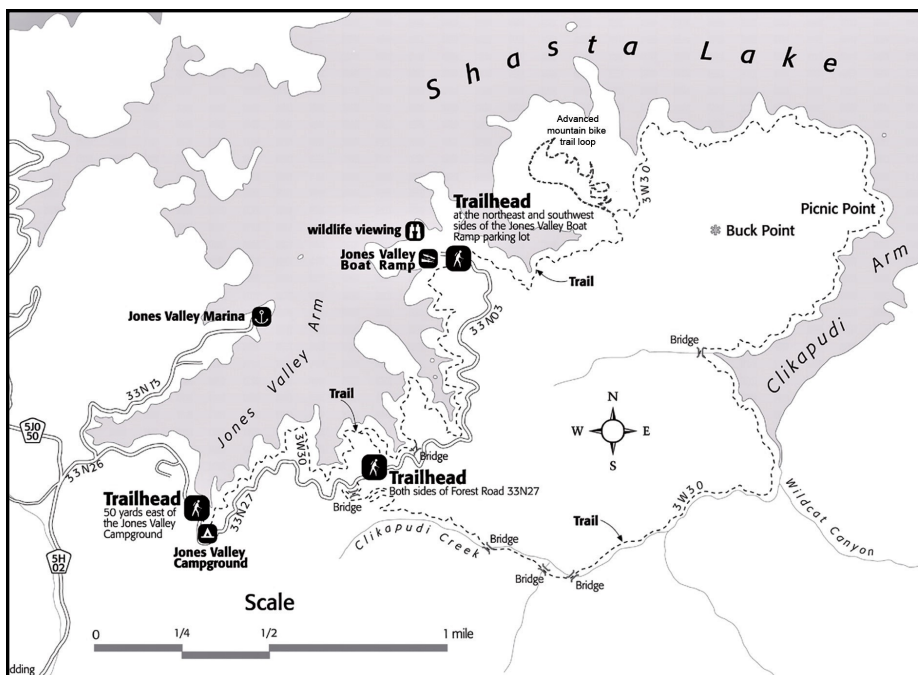 Shasta Lake
Advanced
mountain bike
trail loop
3W30
Trailhead
at the northeast and southwest
sides of the Jones Valley Boat
Ramp parking lot
Picnic Point
wildlife viewing
Buck Point
Jones Valley
Boat Ramp
Arm
Trail
Jones Valley Marina
33N03
Bridge
Jones Valley Arm
Clikapudi
33N15
Trail
N
W E
S
5J0
50
3W30
Bridge
33N26
Trailhead
Both sides of Forest Road 33N27
Trailhead
50 yards east of
the Jones Valley
Campground
33N27
Bridge
3W30
Wildcat Canyon
Trail
Clikapudi Creek
Bridge
Jones Valley
Campground
5H
02
Bridge
Bridge
Scale
0 1/4 1/2 1 mile
dding